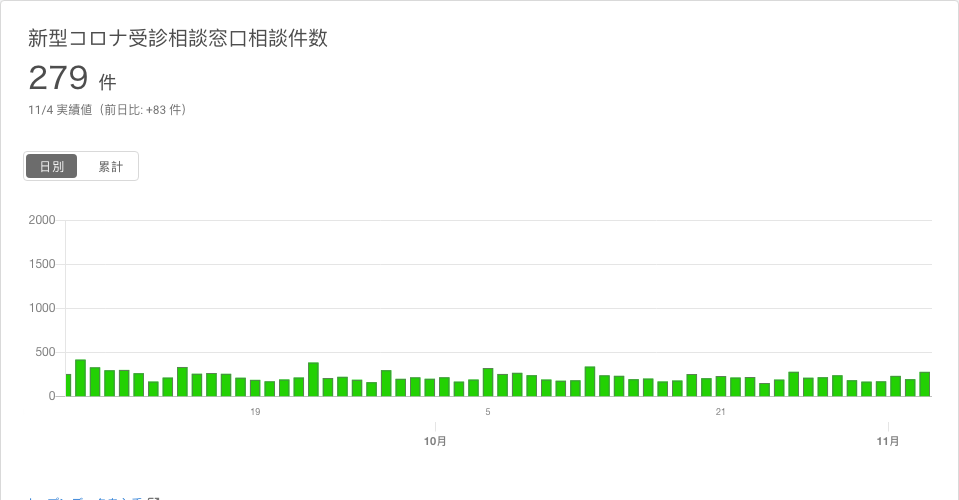 新型コロナ受診相談窓口相談件数
279 件
11/4 実績値（前日比: +83 件）
日別 累計
2000
1500
1000
500
0
19 5 21
10月 11月